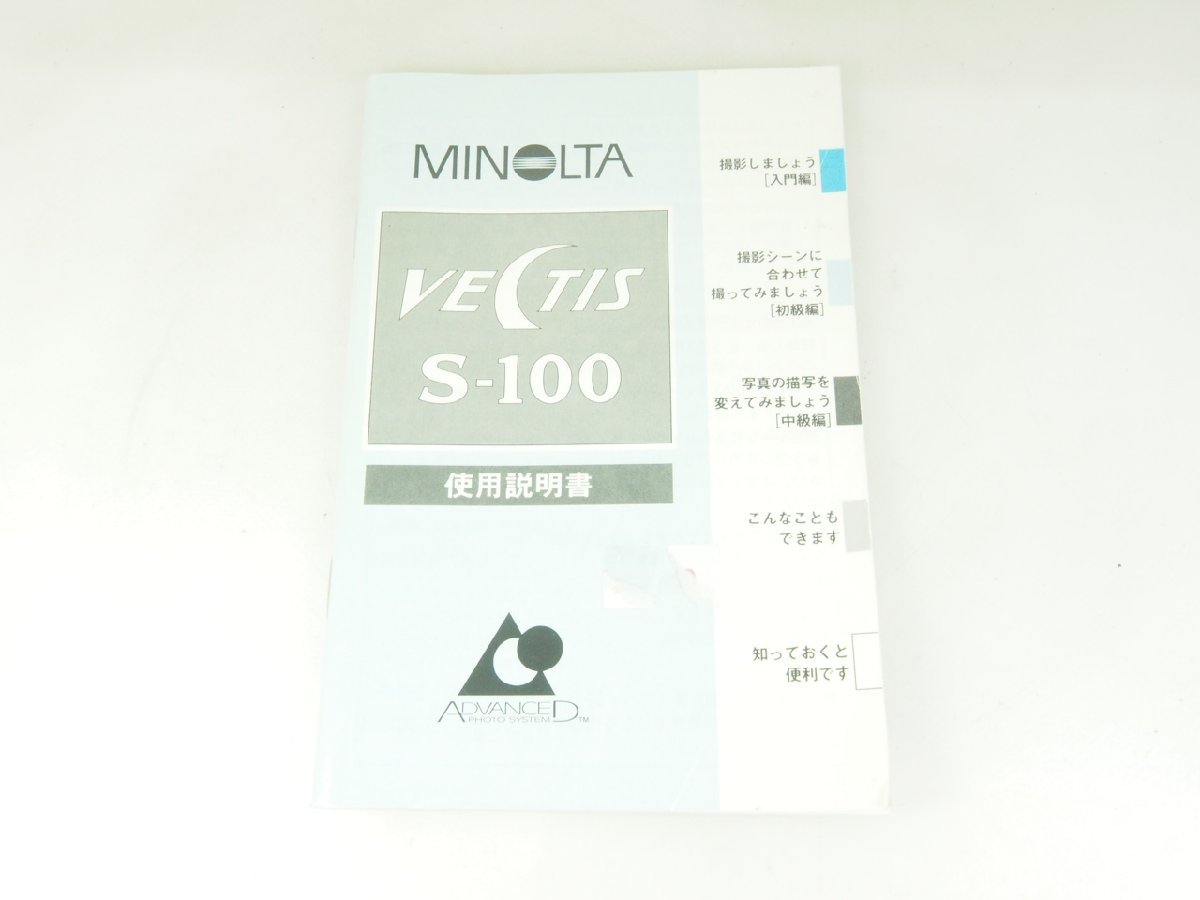 MINOLTA
VECTIS
S-100
使用説明書
ADVANCED
PHOTO SYSTEM TM
撮影しましょう
[入門編]
撮影シーンに
合わせて
撮ってみましょう
[初級編]
写真の描写を
変えてみましょう
[中級編]
こんなことも
できます
知っておくと
便利です